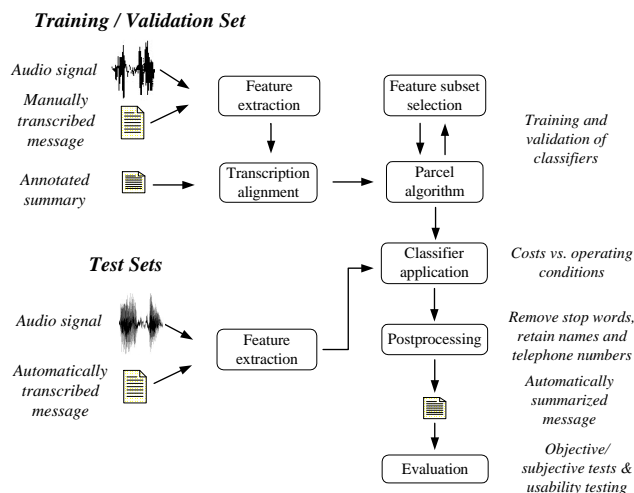 Training / Validation Set
Audio signal
Manually
transcribed
message
Annotated
summary
Feature
extraction
Transcription
alignment
Feature subset
selection
Parcel
algorithm
Training and
validation of
classifiers
Test Sets
Audio signal
Automatically
transcribed
message
Feature
extraction
Classifier
application
Costs vs. operating
conditions
Postprocessing
Remove stop words,
retain names and
telephone numbers
Automatically
summarized
message
Evaluation
Objective/
subjective tests &
usability testing